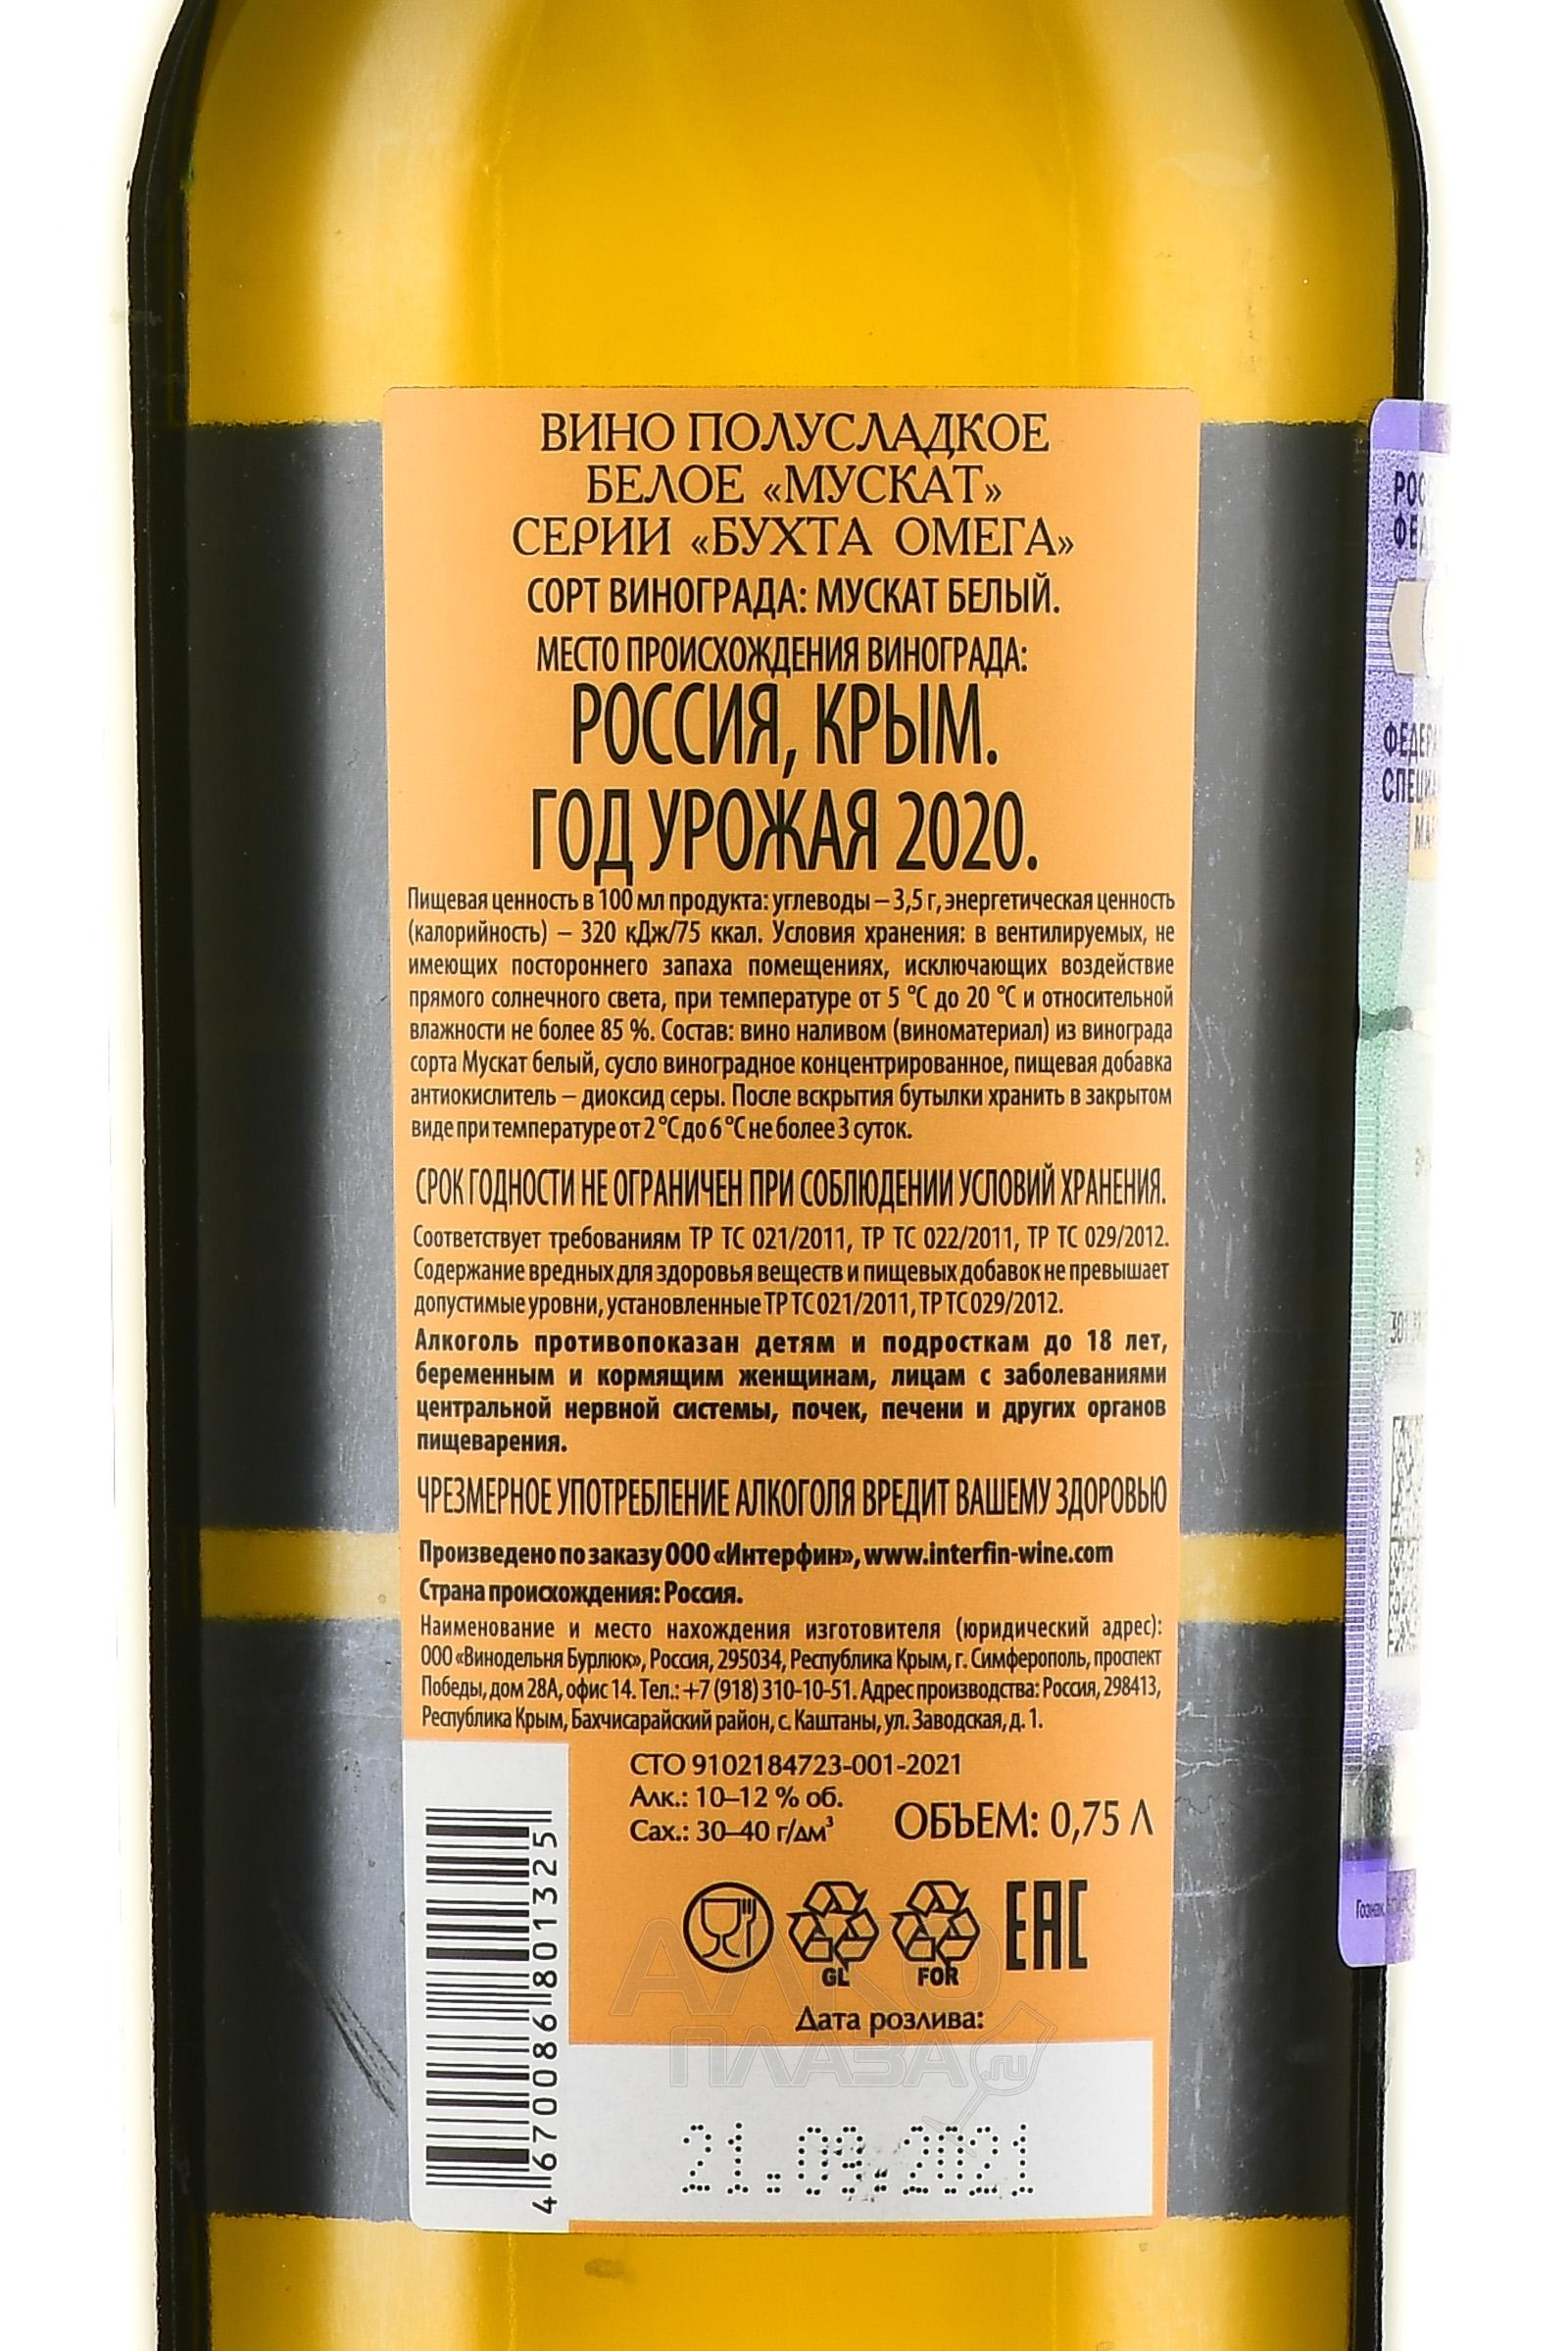 ВИНО ПОЛУСЛАДКОЕ
БЕЛОЕ «МУСКАТ»
СЕРИИ «БУХТА ОМЕГА»
СОРТ ВИНОГРАДА: МУСКАТ БЕЛЫЙ.
МЕСТО ПРОИСХОЖДЕНИЯ ВИНОГРАДА:
РОССИЯ, КРЫМ.
ГОД УРОЖАЯ 2020.
Пищевая ценность в 100 мл продукта: углеводы – 3,5 г, энергетическая ценность
(калорийность) – 320 кДж/75 ккал. Условия хранения: в вентилируемых, не
имеющих постороннего запаха помещениях, исключающих воздействие
прямого солнечного света, при температуре от 5 °С до 20 °С и относительной
влажности не более 85 %. Состав: вино наливом (виноматериал) из винограда
сорта Мускат белый, сусло виноградное концентрированное, пищевая добавка
антиокислитель – диоксид серы. После вскрытия бутылки хранить в закрытом
виде при температуре от 2 °С до 6 °С не более 3 суток.
СРОК ГОДНОСТИ НЕ ОГРАНИЧЕН ПРИ СОБЛЮДЕНИИ УСЛОВИЙ ХРАНЕНИЯ.
Соответствует требованиям ТР ТС 021/2011, ТР ТС 022/2011, ТР ТС 029/2012.
Содержание вредных для здоровья веществ и пищевых добавок не превышает
допустимые уровни, установленные ТР ТС 021/2011, ТР ТС 029/2012.
Алкоголь противопоказан детям и подросткам до 18 лет,
беременным и кормящим женщинам, лицам с заболеваниями
центральной нервной системы, почек, печени и других органов
пищеварения.
ЧРЕЗМЕРНОЕ УПОТРЕБЛЕНИЕ АЛКОГОЛЯ ВРЕДИТ ВАШЕМУ ЗДОРОВЬЮ
Произведено по заказу ООО «Интерфин», www.interfin-wine.com
Страна происхождения: Россия.
Наименование и место нахождения изготовителя (юридический адрес):
ООО «Винодельня Бурлюк», Россия, 295034, Республика Крым, г. Симферополь, проспект
Победы, дом 28А, офис 14. Тел.: +7 (918) 310-10-51. Адрес производства: Россия, 298413,
Республика Крым, Бахчисарайский район, с. Каштаны, ул. Заводская, д. 1.
СТО 9102184723-001-2021
Алк.: 10–12 % об.
Сах.: 30–40 г/дм³
ОБЪЕМ: 0,75 Л
GL
FOR
EAC
Дата розлива:
21.09.2021
4 670086 801325
АЛКО
ПЛАЗА.ru